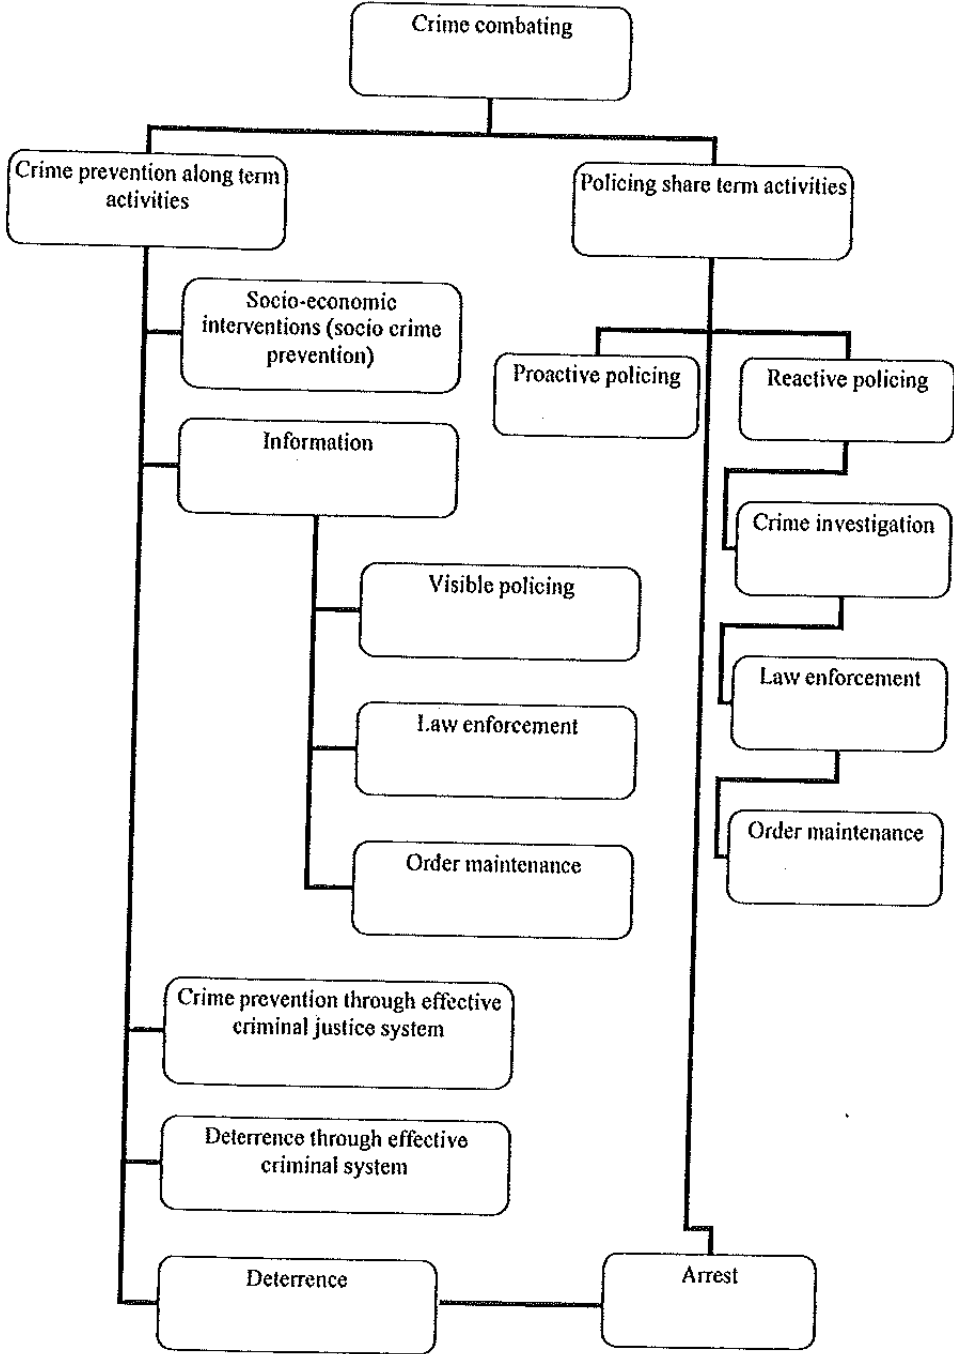 Crime combating
Crime prevention along term
activities
Policing share term activities
Socio-economic
interventions (socio crime
prevention)
Proactive policing
Reactive policing
Information
Crime investigation
Visible policing
Law enforcement
Law enforcement
Order maintenance
Order maintenance
Crime prevention through effective
criminal justice system
Deterrence through effective
criminal system
Deterrence
Arrest